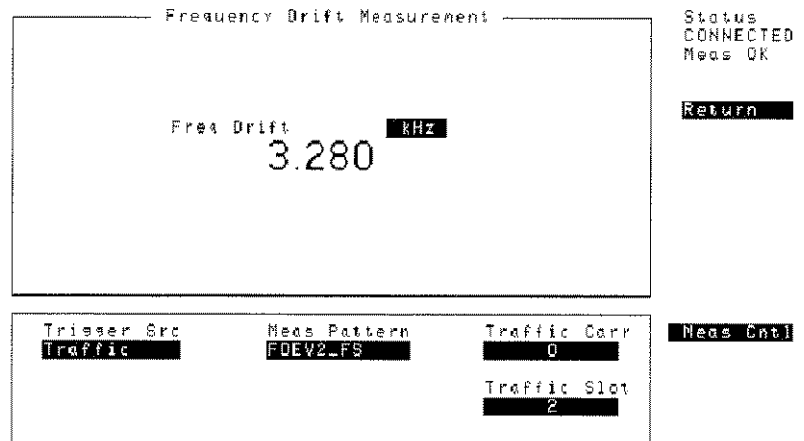 Frequency Drift Measurement
Status
CONNECTED
Meas OK
Return
Freq Drift kHz
3.280
Trigger Src Meas Pattern Traffic Carr
Traffic FDEV2_FS 0
Meas Cntl
Traffic Slot
2